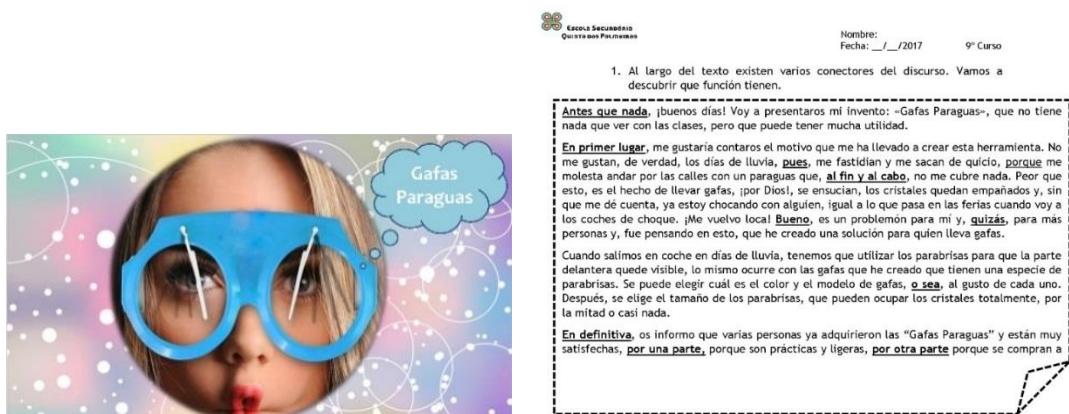 Gafas
Paraguas
ESCOLA SECUNDÁRIA
QUINTA DAS PALMEIRAS
Nombre:
Fecha: __/__/2017 9º Curso
1. Al largo del texto existen varios conectores del discurso. Vamos a
descubrir que función tienen.
Antes que nada, ¡buenos días! Voy a presentaros mi invento: «Gafas Paraguas», que no tiene
nada que ver con las clases, pero que puede tener mucha utilidad.
En primer lugar, me gustaría contaros el motivo que me ha llevado a crear esta herramienta. No
me gustan, de verdad, los días de lluvia, pues, me fastidian y me sacan de quicio, porque me
molesta andar por las calles con un paraguas que, al fin y al cabo, no me cubre nada. Peor que
esto, es el hecho de llevar gafas, ¡por Dios!, se ensucian, los cristales quedan empañados y, sin
que me dé cuenta, ya estoy chocando con alguien, igual a lo que pasa en las ferias cuando voy a
los coches de choque. ¡Me vuelvo loca! Bueno, es un problemón para mí y, quizás, para más
personas y, fue pensando en esto, que he creado una solución para quien lleva gafas.
Cuando salimos en coche en días de lluvia, tenemos que utilizar los parabrisas para que la parte
delantera quede visible, lo mismo ocurre con las gafas que he creado que tienen una especie de
parabrisas. Se puede elegir cuál es el color y el modelo de gafas, o sea, al gusto de cada uno.
Después, se elige el tamaño de los parabrisas, que pueden ocupar los cristales totalmente, por
la mitad o casi nada.
En definitiva, os informo que varias personas ya adquirieron las "Gafas Paraguas" y están muy
satisfechas, por una parte, porque son prácticas y ligeras, por otra parte porque se compran a